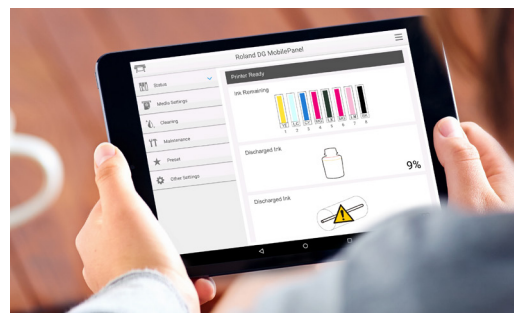 Roland DG MobilePanel
Status
Media Settings
Cleaning
Maintenance
Preset
Other Settings
Printer Ready
Ink Remaining
1 2 3 4 5 6 7 8
Discharged Ink
9%
Discharged Ink